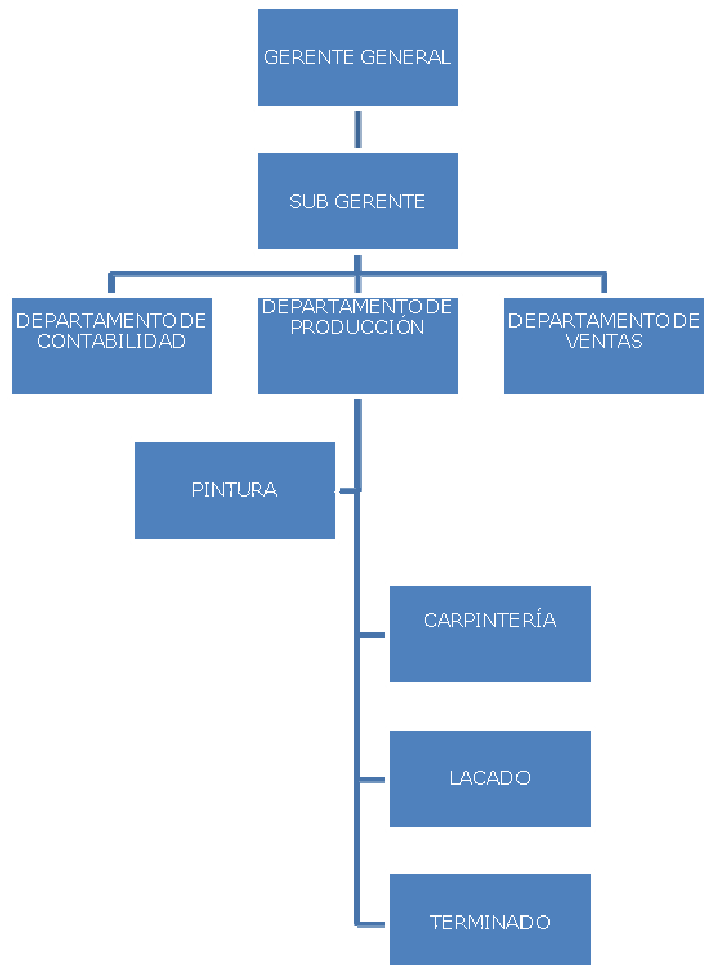 GERENTE GENERAL
SUB GERENTE
DEPARTAMENTO DE
CONTABILIDAD
DEPARTAMENTO DE
PRODUCCIÓN
DEPARTAMENTO DE
VENTAS
PINTURA
CARPINTERÍA
LACADO
TERMINADO